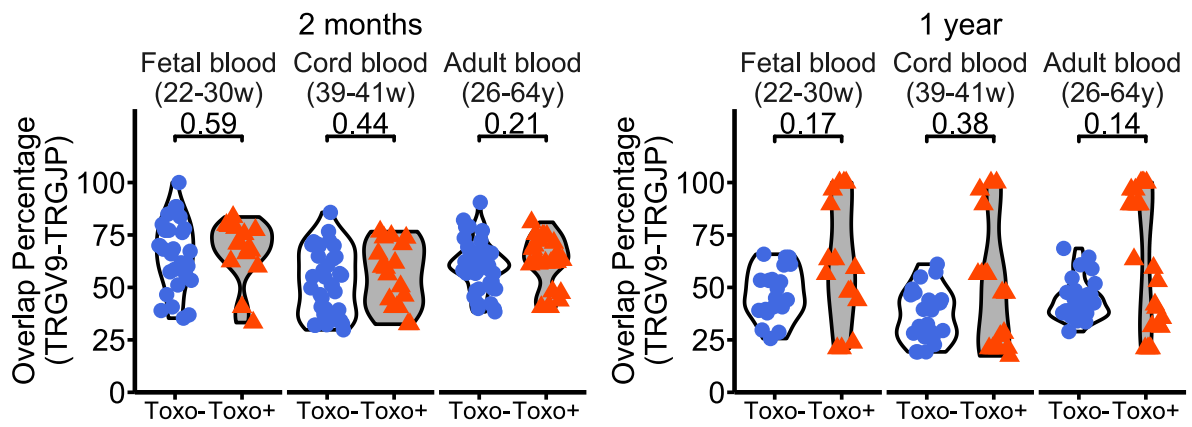 2 months
Fetal blood Cord blood Adult blood
(22-30w) (39-41w) (26-64y)
0.59 0.44 0.21
Overlap Percentage
(TRGV9-TRGJP)
100
75
50
25
0
Toxo- Toxo+ Toxo- Toxo+ Toxo- Toxo+
1 year
Fetal blood Cord blood Adult blood
(22-30w) (39-41w) (26-64y)
0.17 0.38 0.14
Overlap Percentage
(TRGV9-TRGJP)
100
75
50
25
0
Toxo- Toxo+ Toxo- Toxo+ Toxo- Toxo+